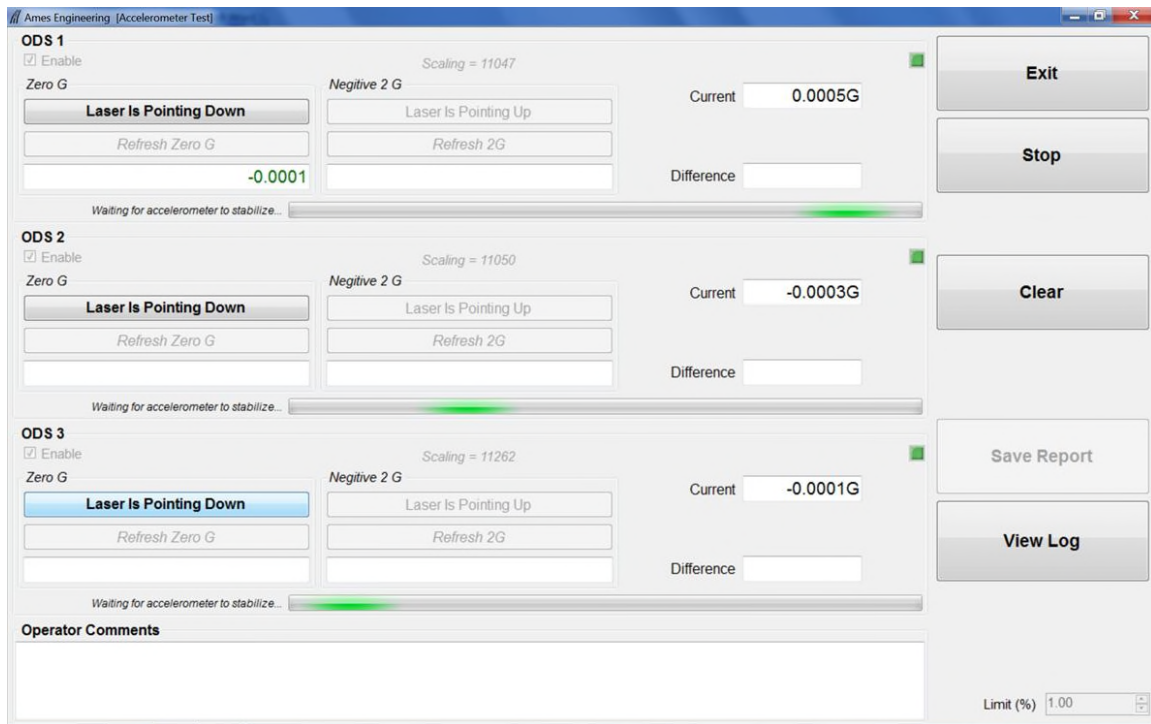 Ames Engineering [Accelerometer Test]
ODS 1
Enable
Scaling = 11047
Zero G
Negitive 2 G
Laser Is Pointing Down
Laser Is Pointing Up
Current 0.0005G
Refresh Zero G
Refresh 2G
-0.0001
Difference
Waiting for accelerometer to stabilize...
ODS 2
Enable
Scaling = 11050
Zero G
Negitive 2 G
Laser Is Pointing Down
Laser Is Pointing Up
Current -0.0003G
Refresh Zero G
Refresh 2G
Difference
Waiting for accelerometer to stabilize...
ODS 3
Enable
Scaling = 11262
Zero G
Negitive 2 G
Laser Is Pointing Down
Laser Is Pointing Up
Current -0.0001G
Refresh Zero G
Refresh 2G
Difference
Waiting for accelerometer to stabilize...
Operator Comments
Exit
Stop
Clear
Save Report
View Log
Limit (%) 1.00